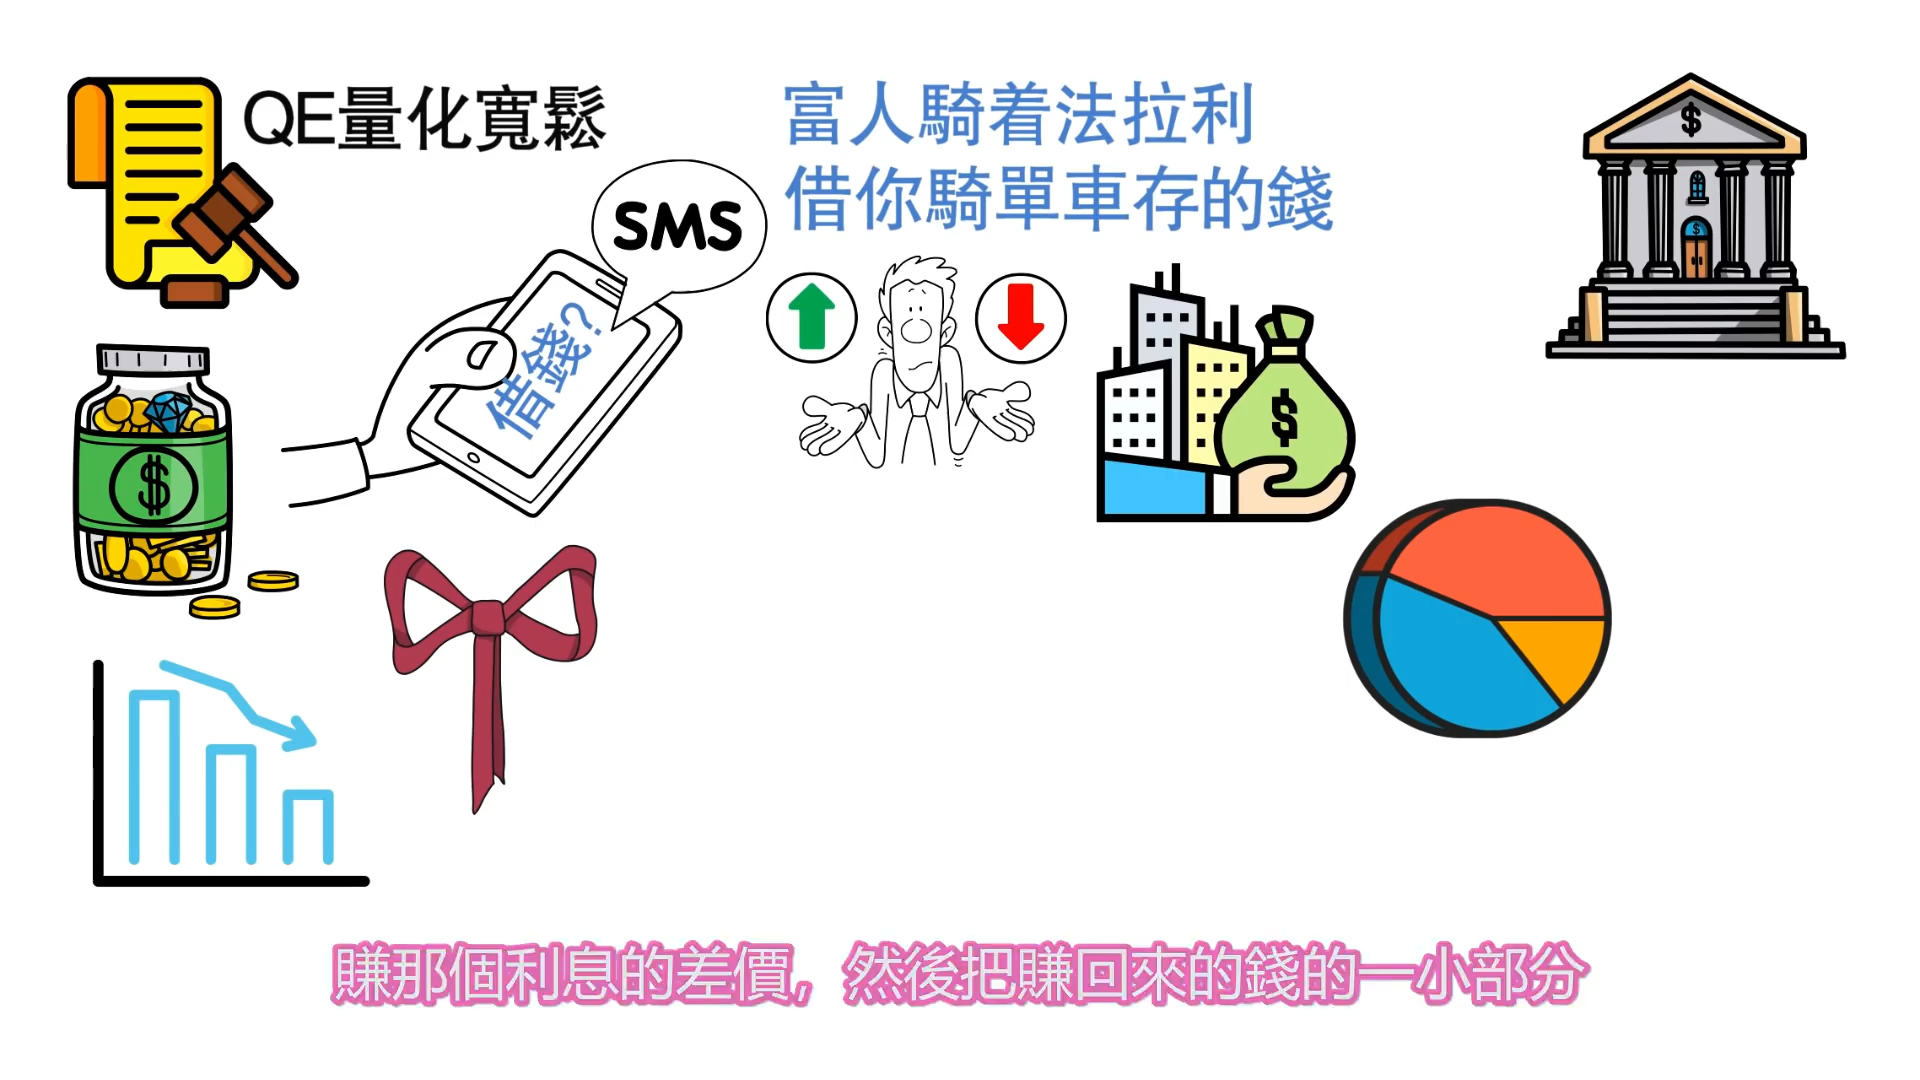 QE量化寬鬆
富人騎着法拉利
借你騎單車存的錢
SMS
借錢?
$
$
$
$
賺那個利息的差價，然後把賺回來的錢的一小部分